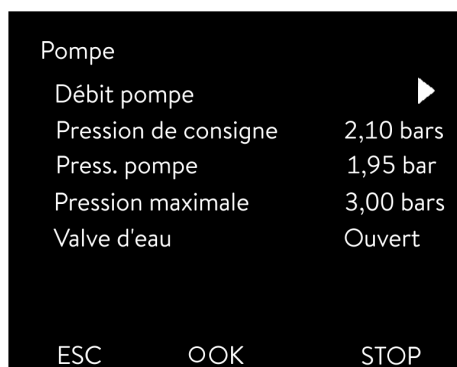 Pompe
Débit pompe
Pression de consigne 2,10 bars
Press. pompe 1,95 bar
Pression maximale 3,00 bars
Valve d'eau Ouvert
ESC OOK STOP